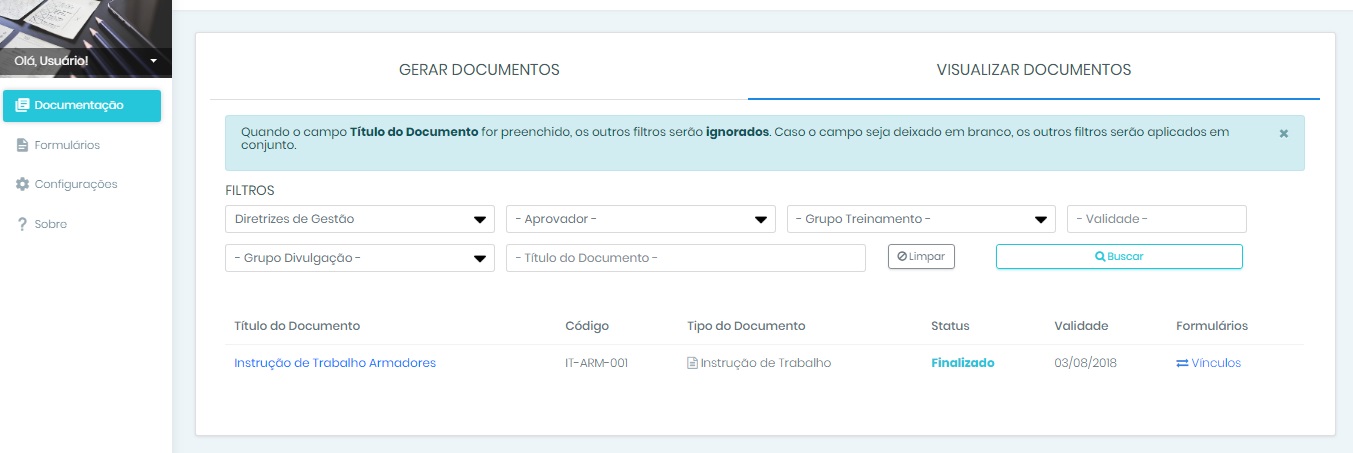 Olá, Usuário!
Documentação
Formulários
Configurações
? Sobre
GERAR DOCUMENTOS
VISUALIZAR DOCUMENTOS
Quando o campo Título do Documento for preenchido, os outros filtros serão ignorados. Caso o campo seja deixado em branco, os outros filtros serão aplicados em
conjunto.
×
FILTROS
Diretrizes de Gestão
- Aprovador -
- Grupo Treinamento -
- Validade -
- Grupo Divulgação -
- Título do Documento -
Limpar
Buscar
Título do Documento Código Tipo do Documento Status Validade Formulários
Instrução de Trabalho Armadores IT-ARM-001 Instrução de Trabalho Finalizado 03/08/2018 Vínculos